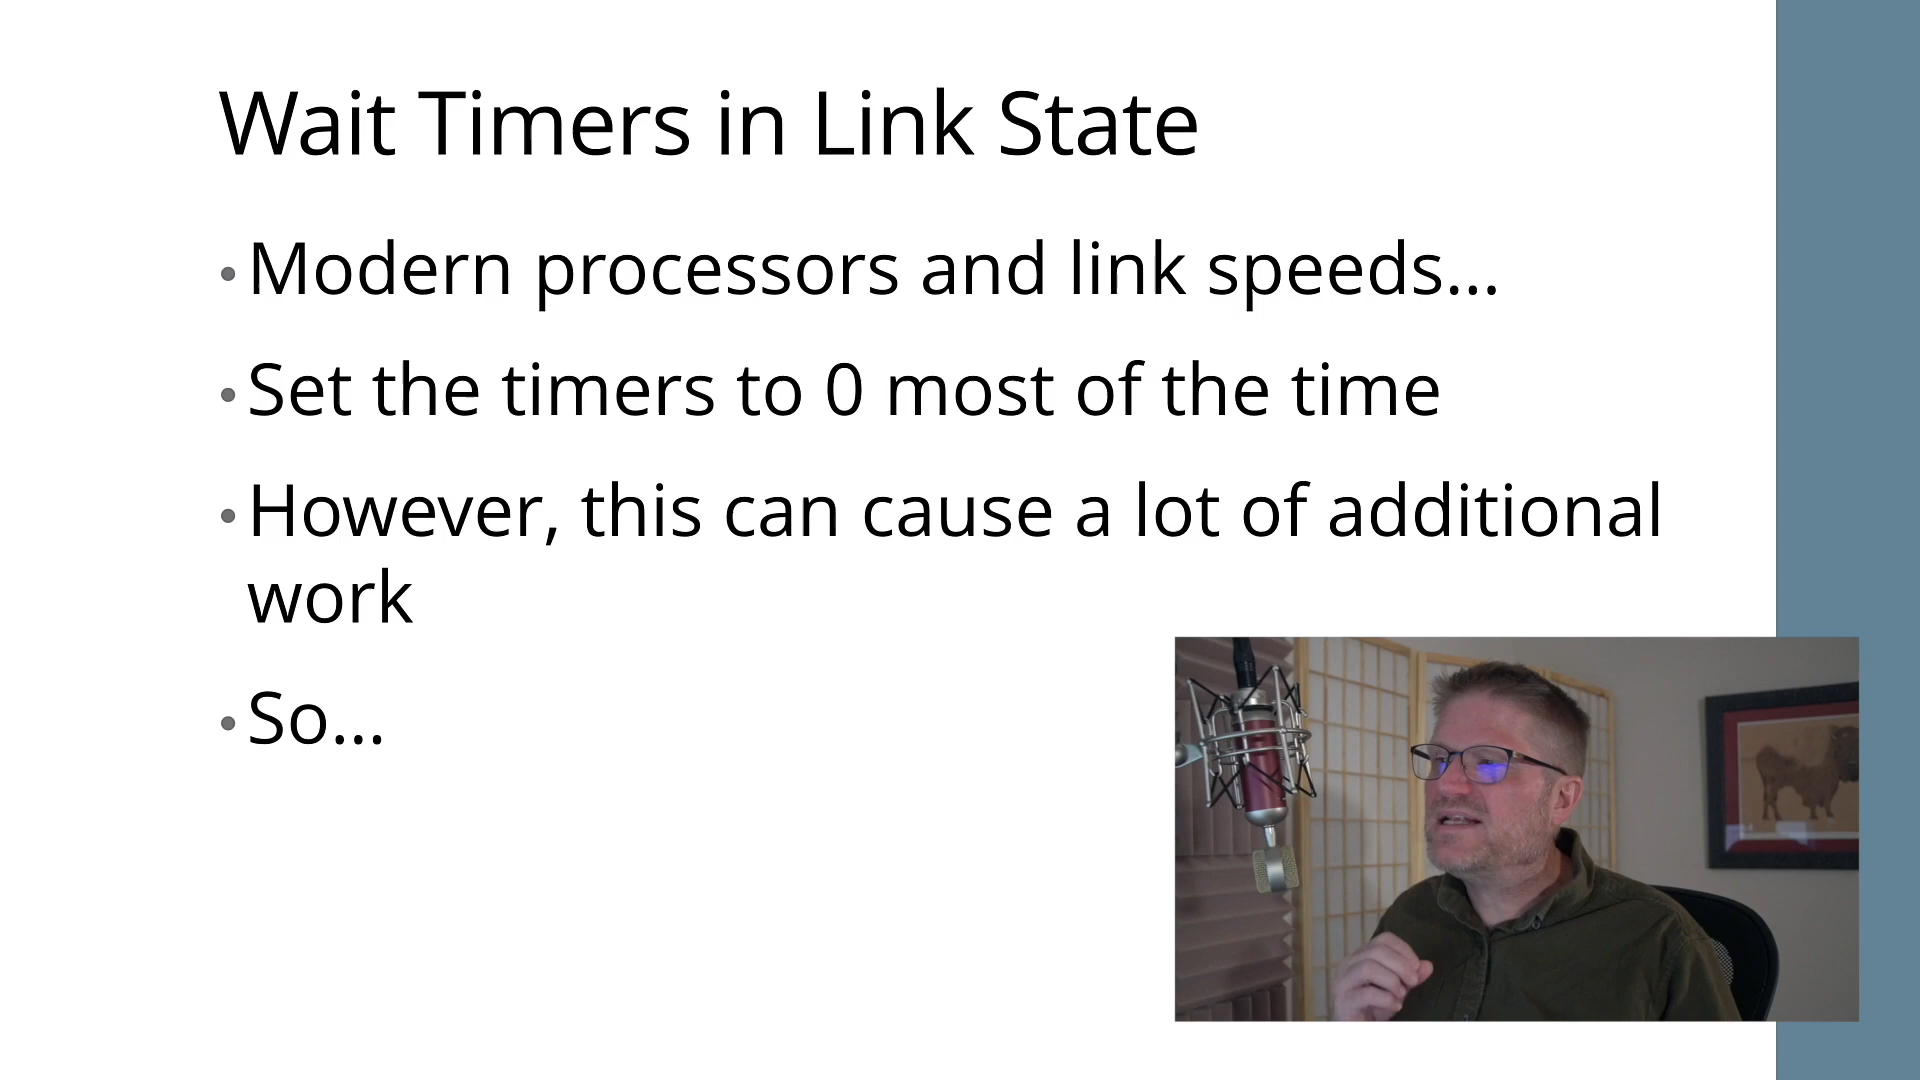 Wait Timers in Link State
• Modern processors and link speeds...
• Set the timers to 0 most of the time
• However, this can cause a lot of additional
work
• So...